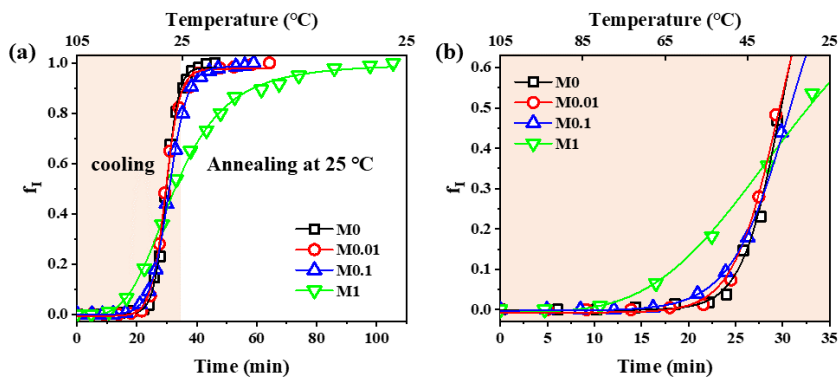 Temperature (°C)
105 25 25
(a)
1.0
0.8
0.6
0.4
0.2
0.0
f_I
cooling
Annealing at 25 °C
M0
M0.01
M0.1
M1
0 20 40 60 80 100
Time (min)
Temperature (°C)
105 85 65 45 25
(b)
0.6
0.5
0.4
0.3
0.2
0.1
0.0
f_I
M0
M0.01
M0.1
M1
0 5 10 15 20 25 30 35
Time (min)